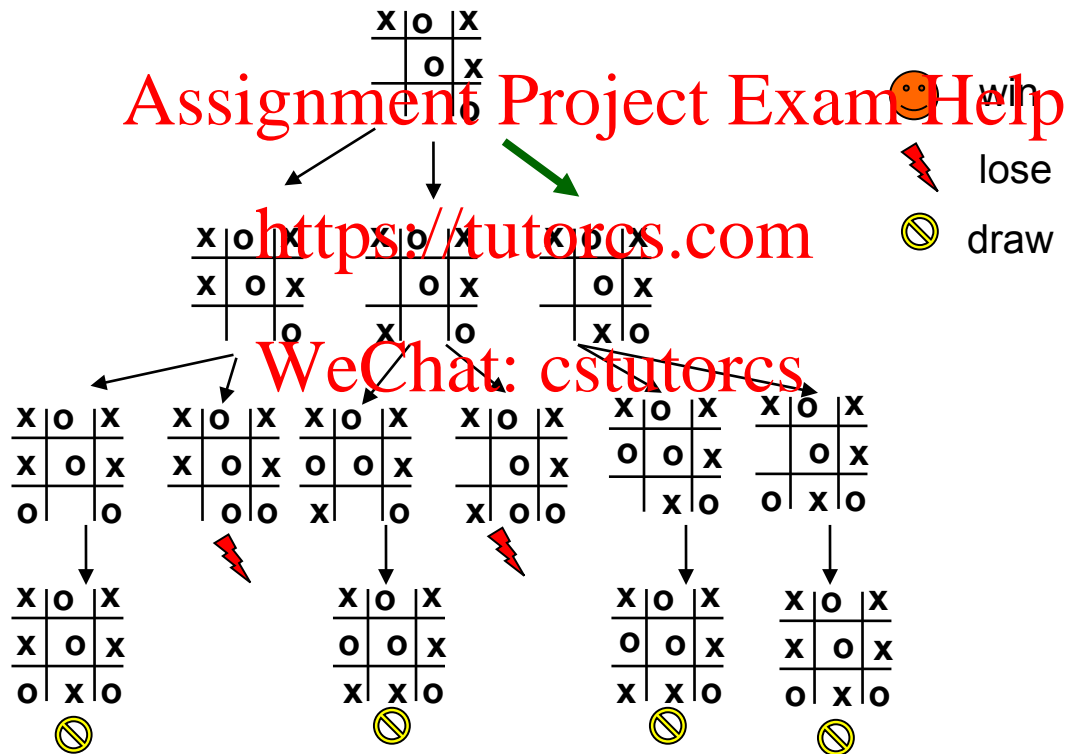 X O X
O X
Assignment Project Exam Help
O
win
lose
https://tutorcs.com
draw
X O X X O X X O X
X O X O X O X
O X O X O
WeChat: cstutorcs
X O X X O X X O X X O X X O X X O X
X O X X O X O O X O X O O X O X
O O O O X O X O O X O O X O
X O X X O X X O X X O X
X O X O O X O O X X O X
O X O X X O X X O O X O